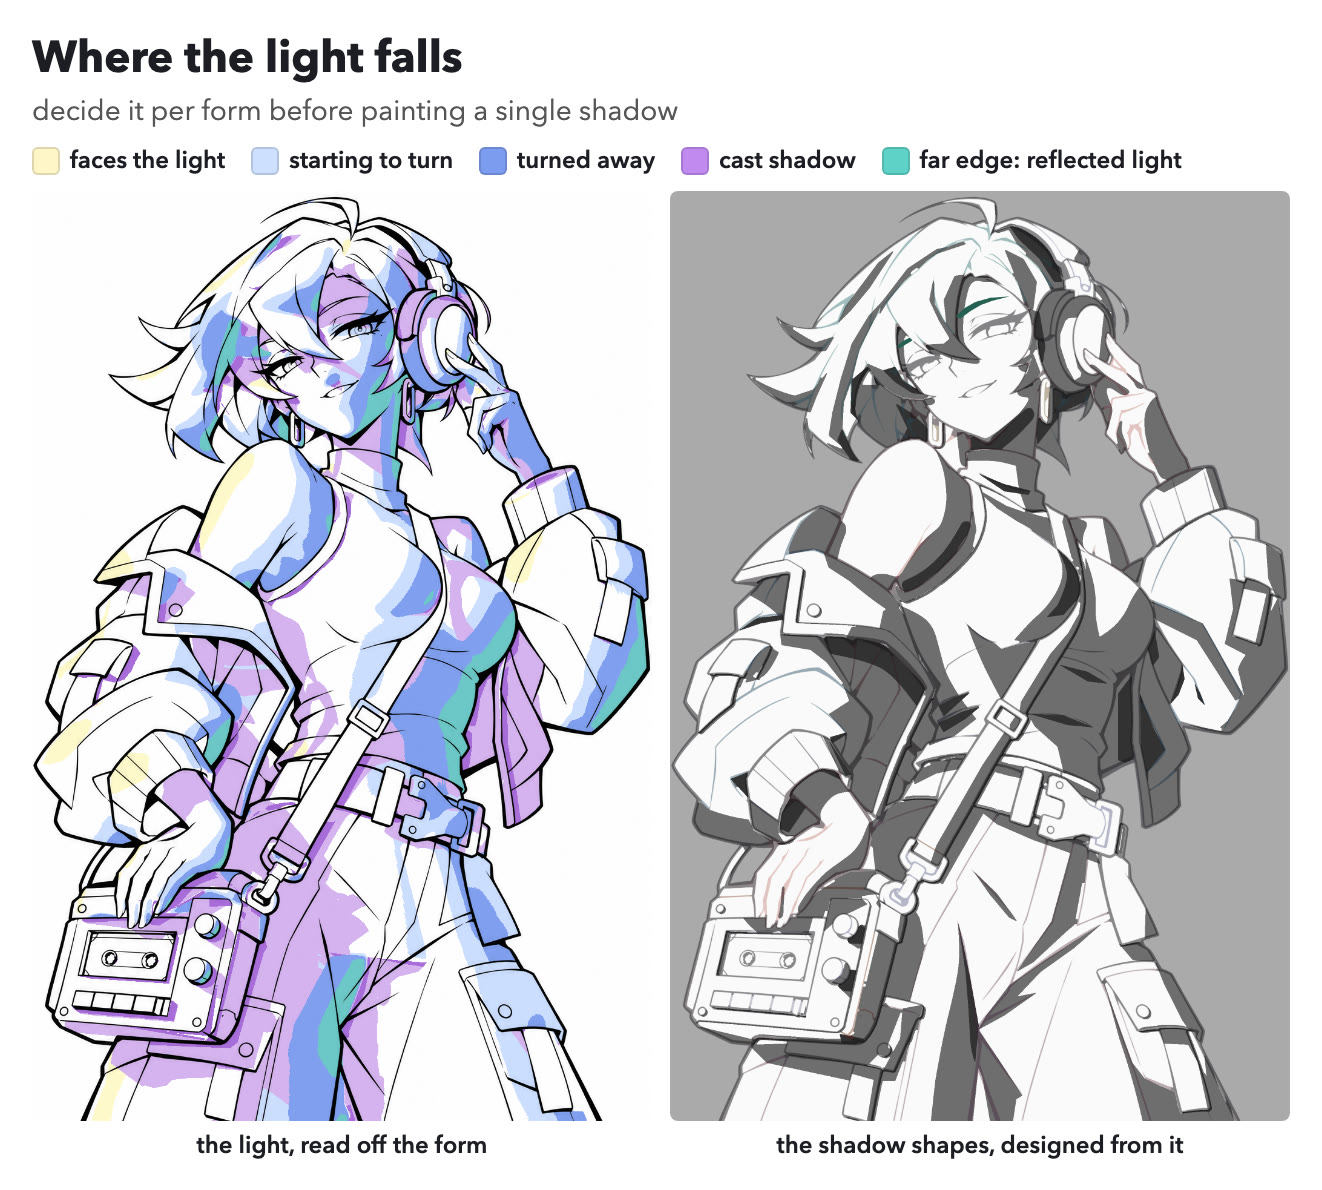 Where the light falls
decide it per form before painting a single shadow
faces the light
starting to turn
turned away
cast shadow
far edge: reflected light
the light, read off the form
the shadow shapes, designed from it